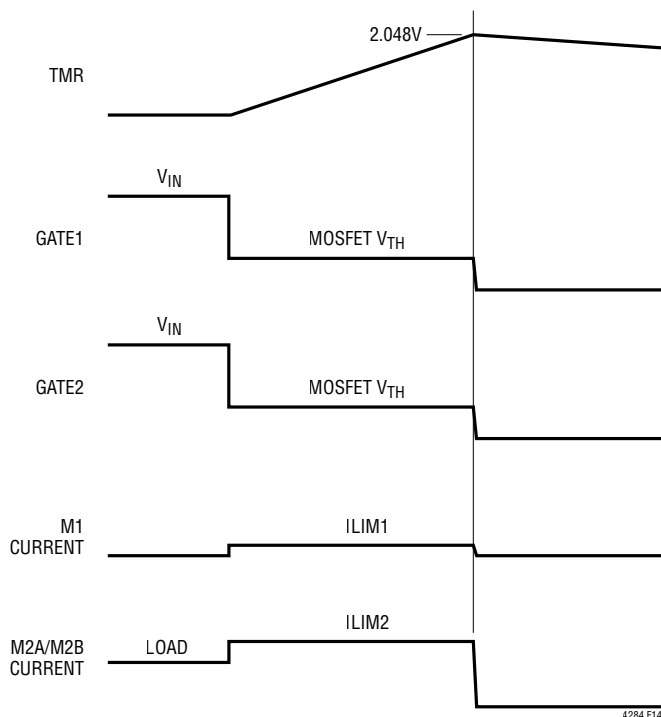 2.048V
TMR
VIN
GATE1
MOSFET VTH
VIN
GATE2
MOSFET VTH
M1
CURRENT
ILIM1
M2A/M2B
CURRENT
LOAD
ILIM2
4284 F14